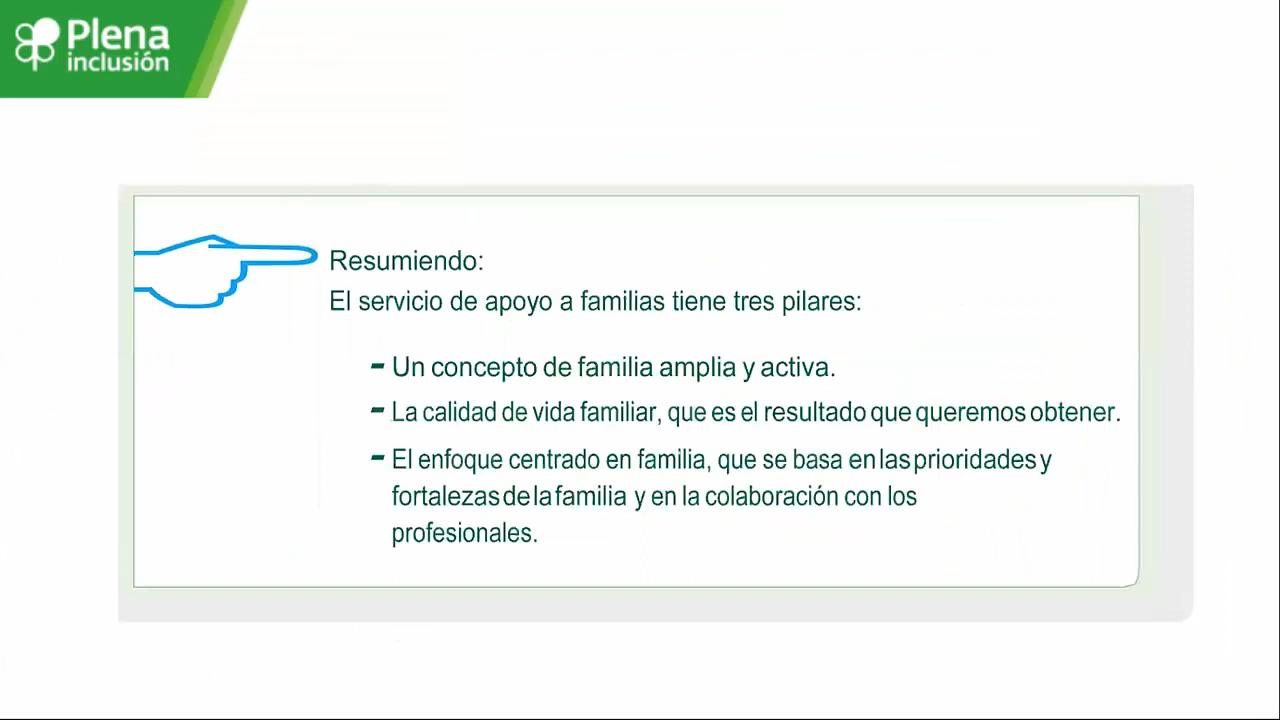 Plena
inclusión
Resumiendo:
El servicio de apoyo a familias tiene tres pilares:
- Un concepto de familia amplia y activa.
- La calidad de vida familiar, que es el resultado que queremos obtener.
- El enfoque centrado en familia, que se basa en las prioridades y
fortalezas de la familia y en la colaboración con los
profesionales.